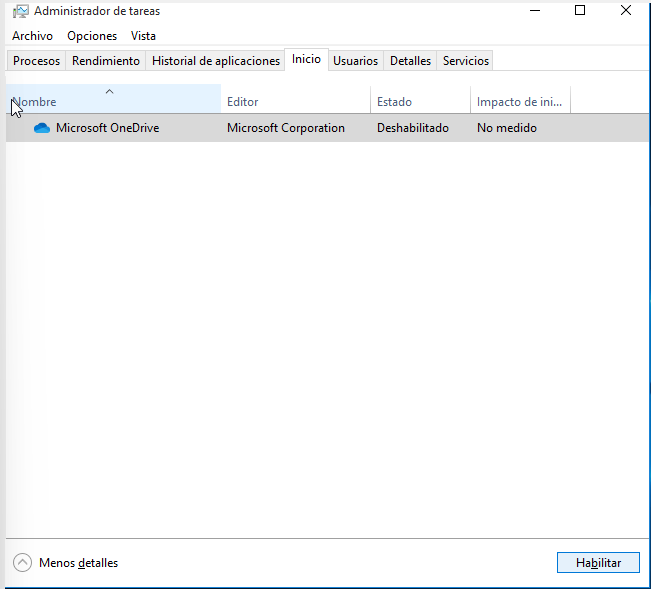 Administrador de tareas
Archivo Opciones Vista
Procesos Rendimiento Historial de aplicaciones Inicio Usuarios Detalles Servicios
Nombre Editor Estado Impacto de ini...
Microsoft OneDrive Microsoft Corporation Deshabilitado No medido
Menos detalles Habilitar